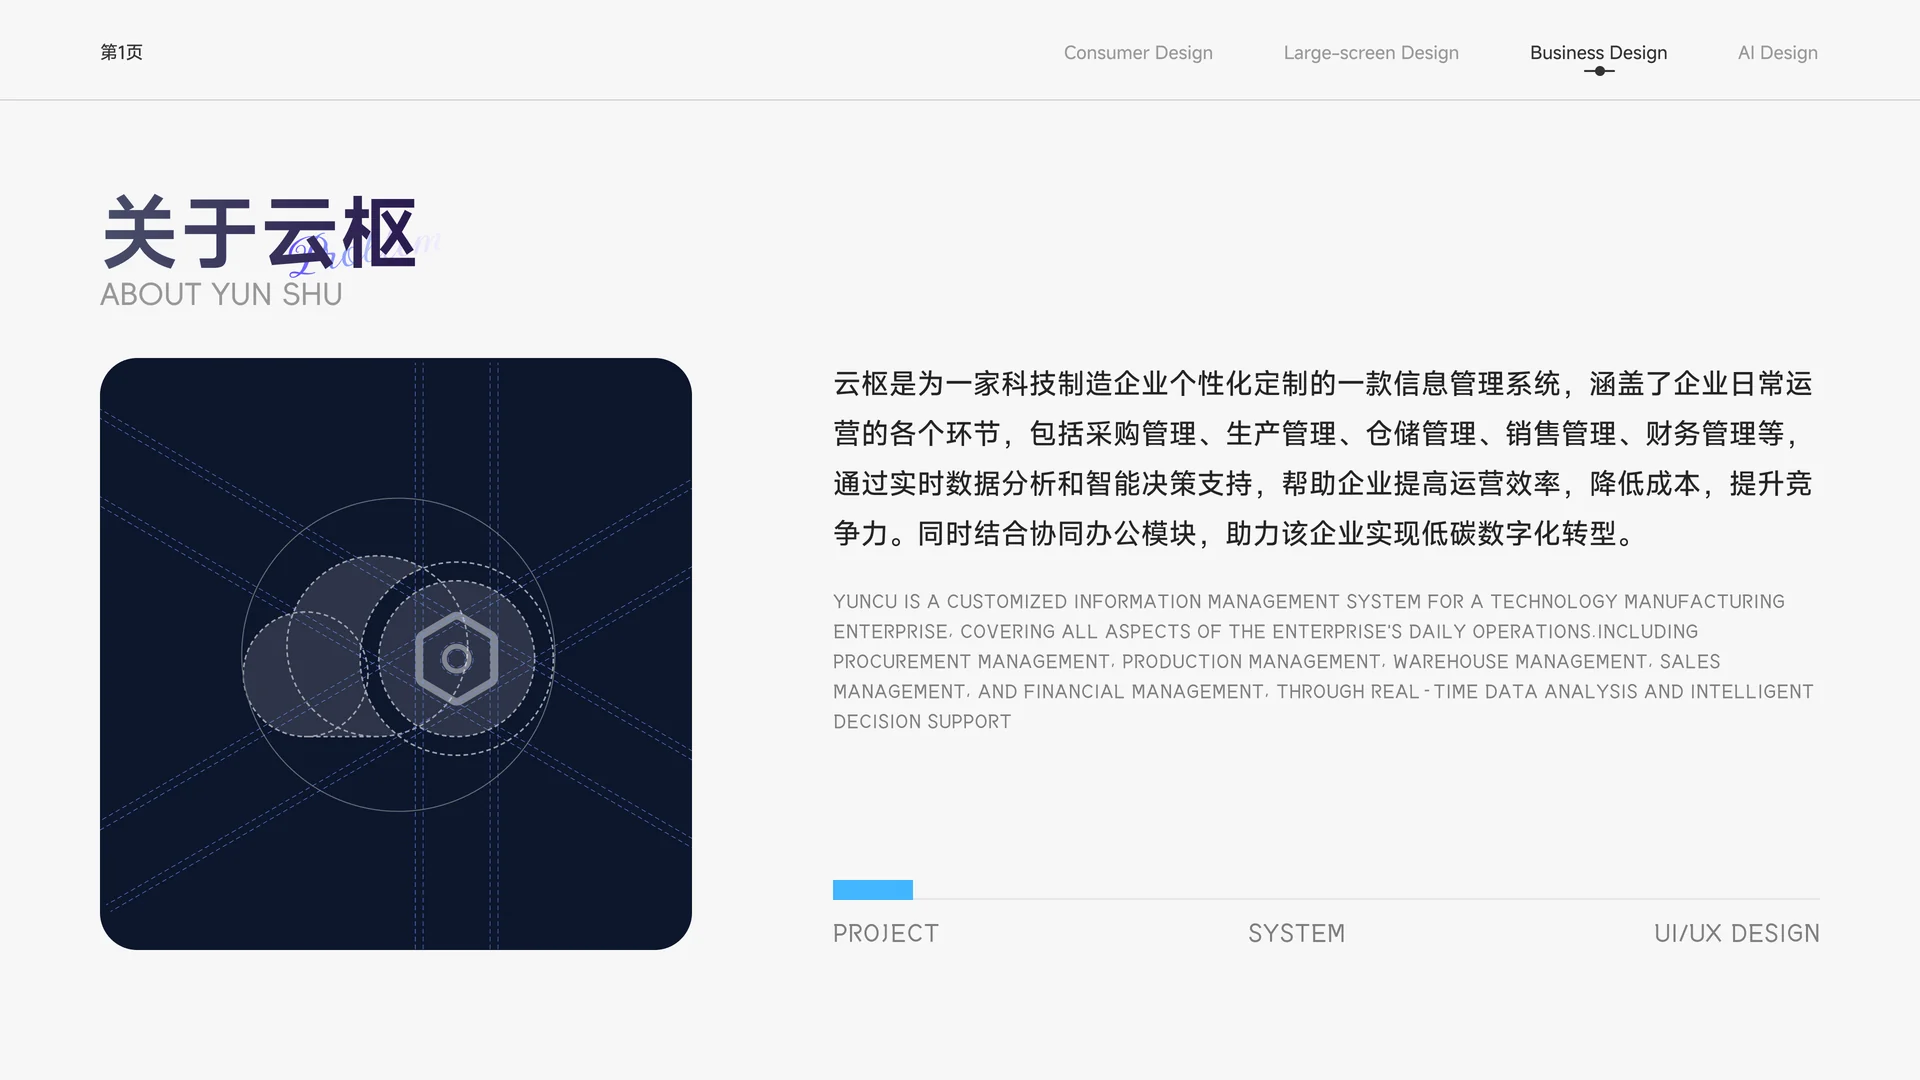 第1页
Consumer Design
Large-screen Design
Business Design
AI Design
关于云枢
Problem
ABOUT YUN SHU
云枢是为一家科技制造企业个性化定制的一款信息管理系统，涵盖了企业日常运
营的各个环节，包括采购管理、生产管理、仓储管理、销售管理、财务管理等，
通过实时数据分析和智能决策支持，帮助企业提高运营效率，降低成本，提升竞
争力。同时结合协同办公模块，助力该企业实现低碳数字化转型。
YUNCU IS A CUSTOMIZED INFORMATION MANAGEMENT SYSTEM FOR A TECHNOLOGY MANUFACTURING
ENTERPRISE, COVERING ALL ASPECTS OF THE ENTERPRISE'S DAILY OPERATIONS.INCLUDING
PROCUREMENT MANAGEMENT, PRODUCTION MANAGEMENT, WAREHOUSE MANAGEMENT, SALES
MANAGEMENT, AND FINANCIAL MANAGEMENT, THROUGH REAL-TIME DATA ANALYSIS AND INTELLIGENT
DECISION SUPPORT
PROJECT
SYSTEM
UI/UX DESIGN